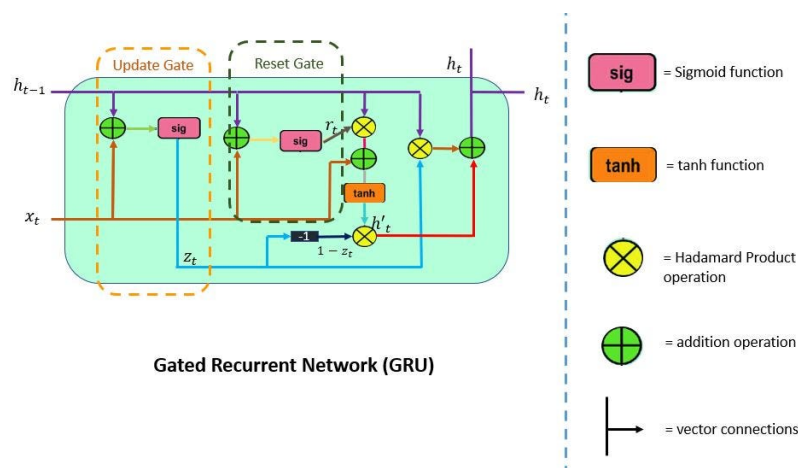 Update Gate
Reset Gate
h_t
sig
= Sigmoid function
h_{t−1}
h_t
r_t
sig
sig
tanh
= tanh function
tanh
x_t
h'_t
-1
z_t
1 − z_t
= Hadamard Product
operation
= addition operation
Gated Recurrent Network (GRU)
= vector connections